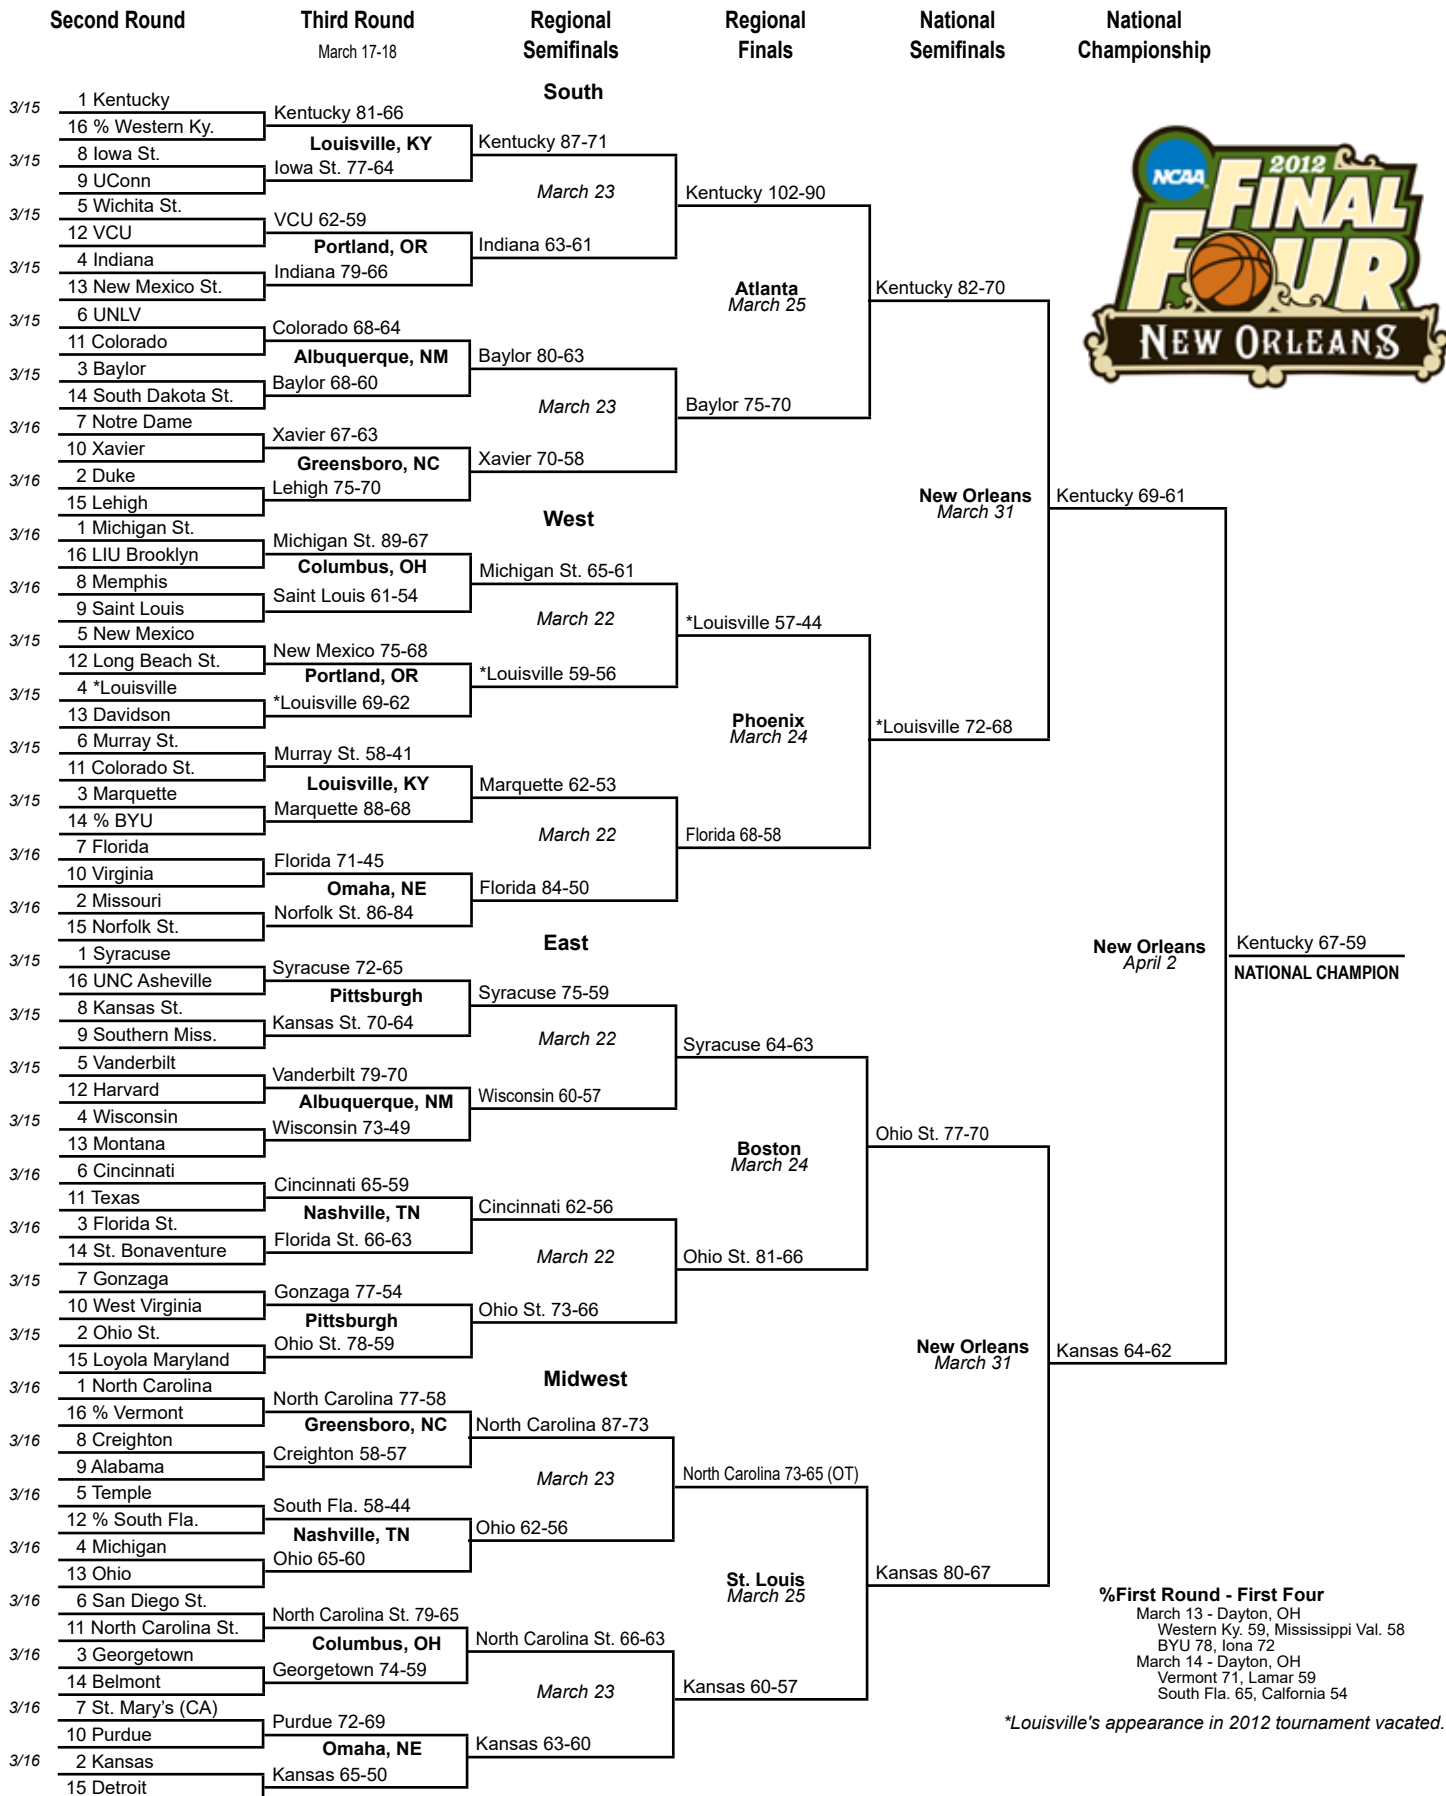 Second Round
Third Round
March 17-18
Regional
Semifinals
Regional
Finals
National
Semifinals
National
Championship
NCAA
2012
FINAL
FOUR
NEW ORLEANS
South
3/15
1 Kentucky
16 % Western Ky.
3/15
8 Iowa St.
9 UConn
3/15
5 Wichita St.
12 VCU
3/15
4 Indiana
13 New Mexico St.
3/15
6 UNLV
11 Colorado
3/15
3 Baylor
14 South Dakota St.
3/16
7 Notre Dame
10 Xavier
3/16
2 Duke
15 Lehigh
Kentucky 81-66
Louisville, KY
Iowa St. 77-64
VCU 62-59
Portland, OR
Indiana 79-66
Colorado 68-64
Albuquerque, NM
Baylor 68-60
Xavier 67-63
Greensboro, NC
Lehigh 75-70
Kentucky 87-71
March 23
Indiana 63-61
Baylor 80-63
March 23
Xavier 70-58
Kentucky 102-90
Atlanta
March 25
Baylor 75-70
Kentucky 82-70
West
3/16
1 Michigan St.
16 LIU Brooklyn
3/16
8 Memphis
9 Saint Louis
3/15
5 New Mexico
12 Long Beach St.
3/15
4 *Louisville
13 Davidson
3/15
6 Murray St.
11 Colorado St.
3/15
3 Marquette
14 % BYU
3/16
7 Florida
10 Virginia
3/16
2 Missouri
15 Norfolk St.
Michigan St. 89-67
Columbus, OH
Saint Louis 61-54
New Mexico 75-68
Portland, OR
*Louisville 69-62
Murray St. 58-41
Louisville, KY
Marquette 88-68
Florida 71-45
Omaha, NE
Norfolk St. 86-84
Michigan St. 65-61
March 22
*Louisville 59-56
Marquette 62-53
March 22
Florida 84-50
*Louisville 57-44
Phoenix
March 24
Florida 68-58
*Louisville 72-68
New Orleans
March 31
Kentucky 69-61
East
3/15
1 Syracuse
16 UNC Asheville
3/15
8 Kansas St.
9 Southern Miss.
3/15
5 Vanderbilt
12 Harvard
3/15
4 Wisconsin
13 Montana
3/16
6 Cincinnati
11 Texas
3/16
3 Florida St.
14 St. Bonaventure
3/15
7 Gonzaga
10 West Virginia
3/15
2 Ohio St.
15 Loyola Maryland
Syracuse 72-65
Pittsburgh
Kansas St. 70-64
Vanderbilt 79-70
Albuquerque, NM
Wisconsin 73-49
Cincinnati 65-59
Nashville, TN
Florida St. 66-63
Gonzaga 77-54
Pittsburgh
Ohio St. 78-59
Syracuse 75-59
March 22
Wisconsin 60-57
Cincinnati 62-56
March 22
Ohio St. 73-66
Syracuse 64-63
Boston
March 24
Ohio St. 81-66
Ohio St. 77-70
Midwest
3/16
1 North Carolina
16 % Vermont
3/16
8 Creighton
9 Alabama
3/16
5 Temple
12 % South Fla.
3/16
4 Michigan
13 Ohio
3/16
6 San Diego St.
11 North Carolina St.
3/16
3 Georgetown
14 Belmont
3/16
7 St. Mary's (CA)
10 Purdue
3/16
2 Kansas
15 Detroit
North Carolina 77-58
Greensboro, NC
Creighton 58-57
South Fla. 58-44
Nashville, TN
Ohio 65-60
North Carolina St. 79-65
Columbus, OH
Georgetown 74-59
Purdue 72-69
Omaha, NE
Kansas 65-50
North Carolina 87-73
March 23
Ohio 62-56
North Carolina St. 66-63
March 23
Kansas 63-60
North Carolina 73-65 (OT)
St. Louis
March 25
Kansas 60-57
Kansas 80-67
New Orleans
March 31
Kansas 64-62
New Orleans
April 2
Kentucky 67-59
NATIONAL CHAMPION
%First Round - First Four
March 13 - Dayton, OH
Western Ky. 59, Mississippi Val. 58
BYU 78, Iona 72
March 14 - Dayton, OH
Vermont 71, Lamar 59
South Fla. 65, Calfornia 54
*Louisville's appearance in 2012 tournament vacated.